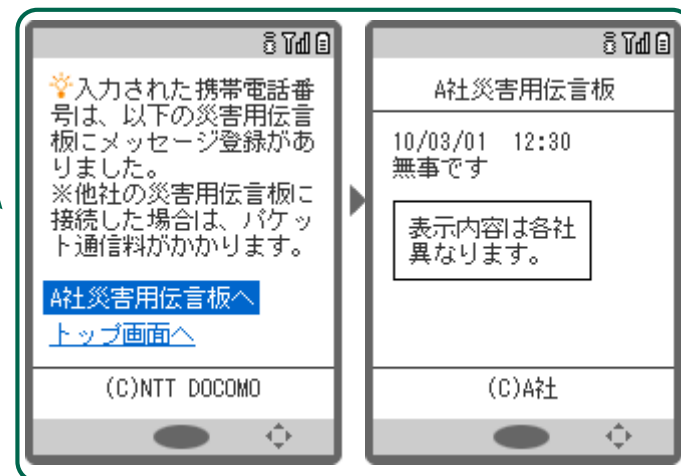 入力された携帯電話番
号は、以下の災害用伝言
板にメッセージ登録があ
りました。
※他社の災害用伝言板に
接続した場合は、パケッ
ト通信料がかかります。
A社災害用伝言板へ
トップ画面へ
(C)NTT DOCOMO
A社災害用伝言板
10/03/01 12:30
無事です
表示内容は各社
異なります。
(C)A社